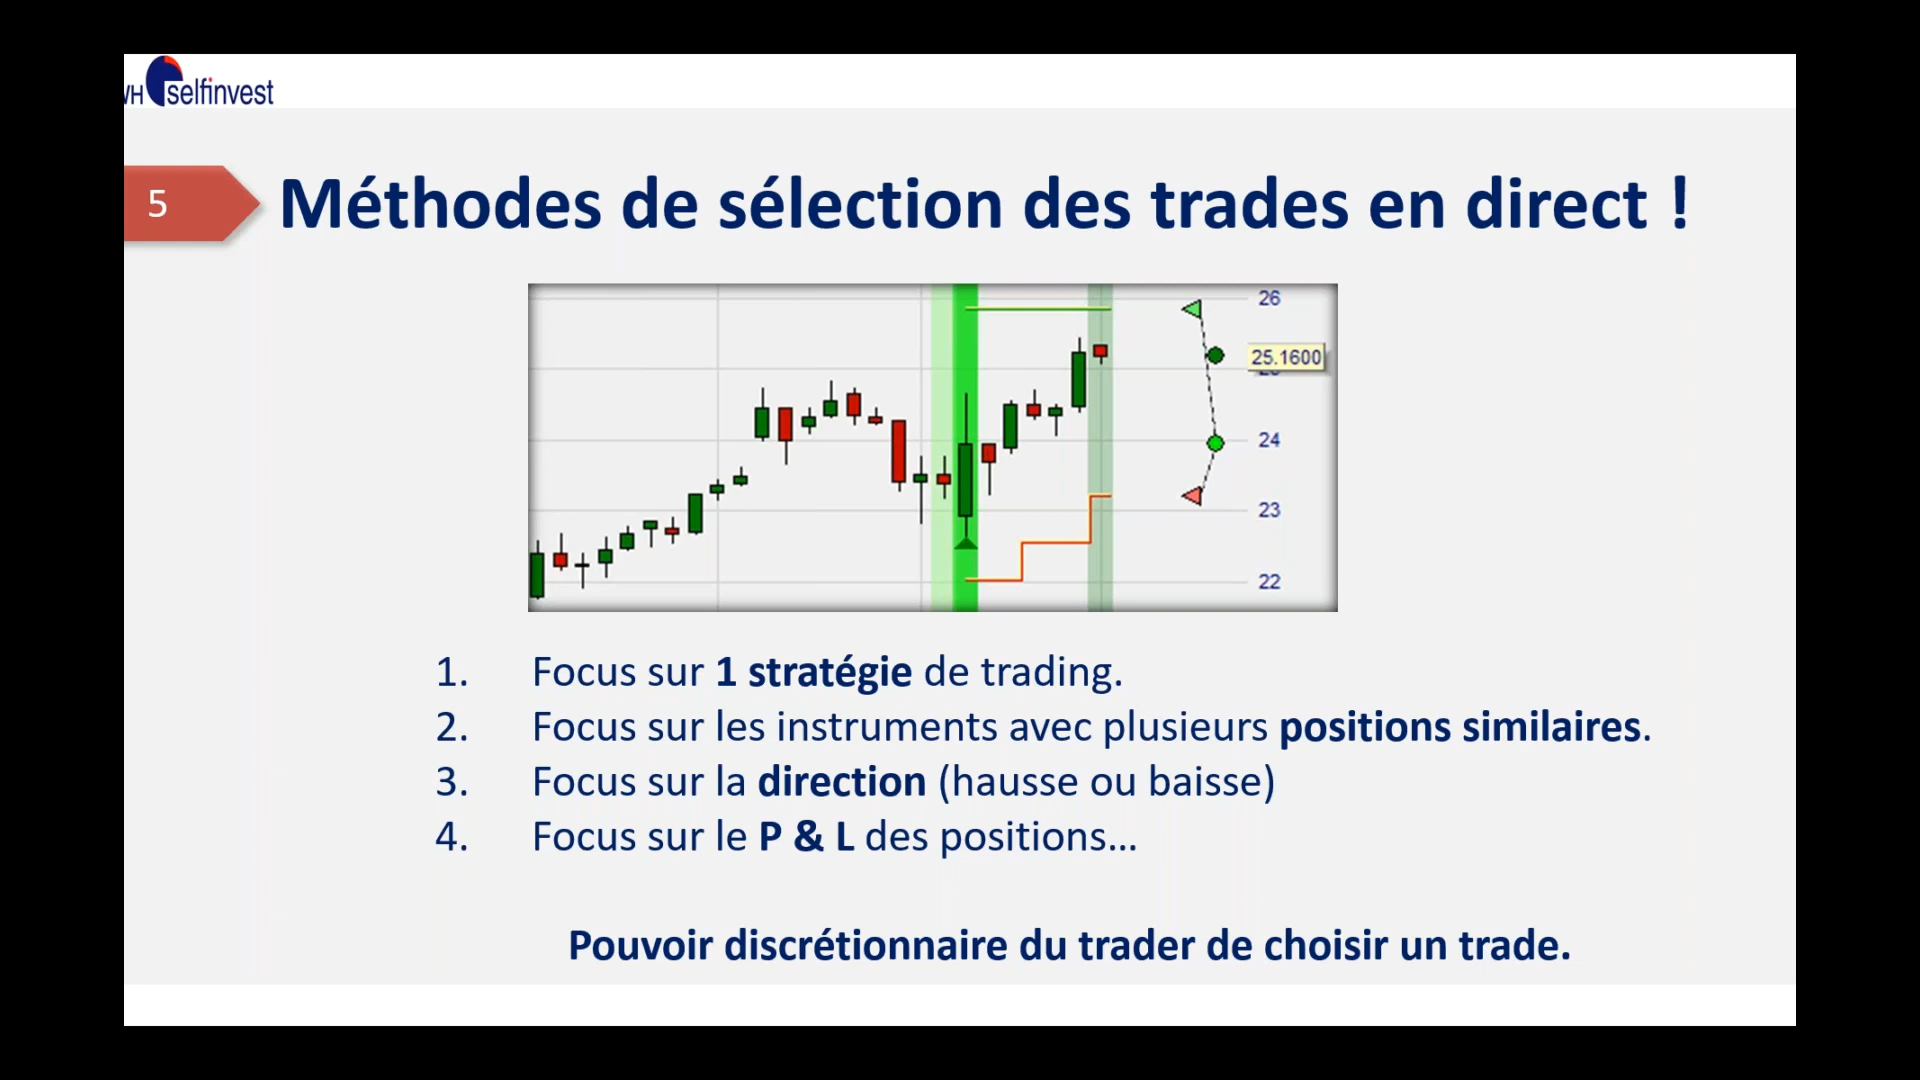 WH selfinvest
5
Méthodes de sélection des trades en direct !
26
25.1600
24
23
22
1. Focus sur 1 stratégie de trading.
2. Focus sur les instruments avec plusieurs positions similaires.
3. Focus sur la direction (hausse ou baisse)
4. Focus sur le P & L des positions...
Pouvoir discrétionnaire du trader de choisir un trade.